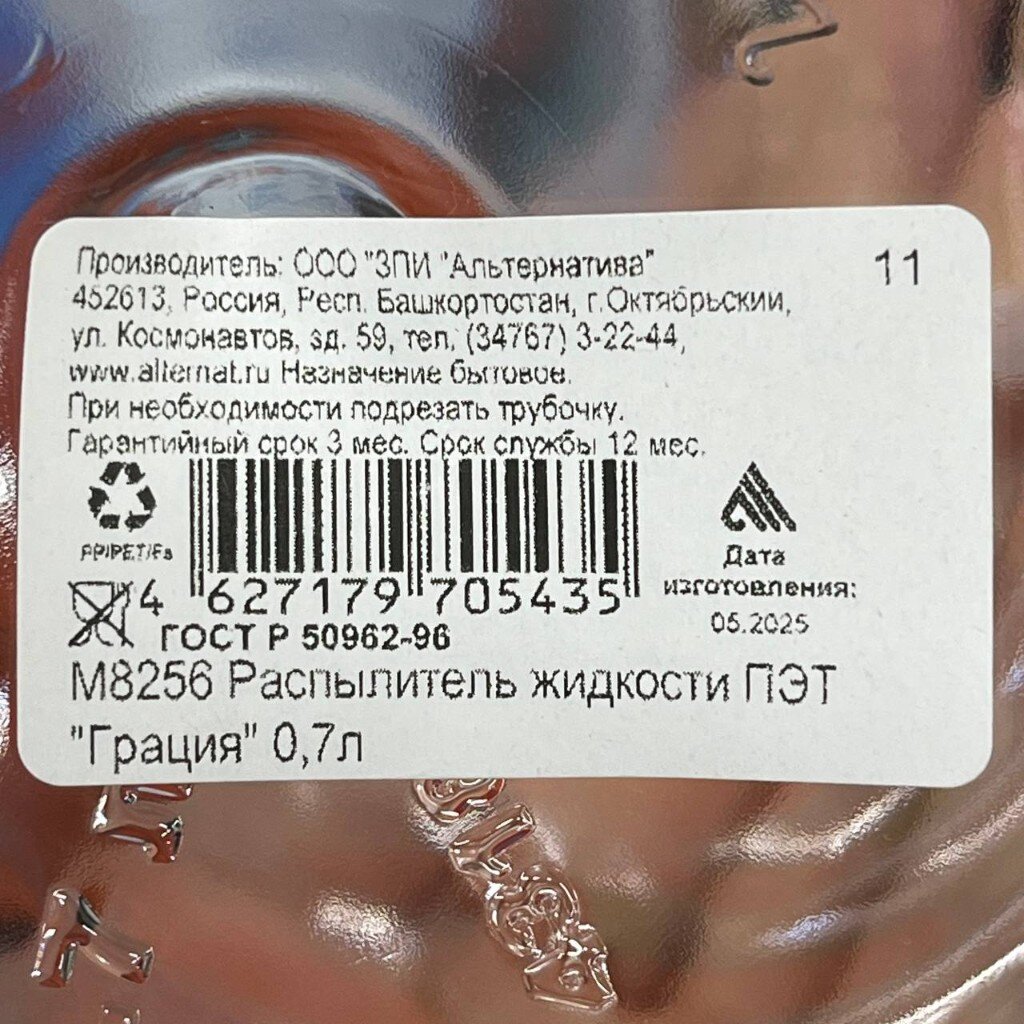 Производитель: ООО "ЗПИ "Альтернатива"
11
452613, Россия, Респ. Башкортостан, г.Октябрьский,
ул. Космонавтов, зд. 59, тел. (34767) 3-22-44,
www.alternat.ru Назначение бытовое.
При необходимости подрезать трубочку.
Гарантийный срок 3 мес. Срок службы 12 мес.
PP/PET/Fe
Дата
изготовления:
05.2025
4 627179 705435
ГОСТ Р 50962-96
М8256 Распылитель жидкости ПЭТ
"Грация" 0,7л